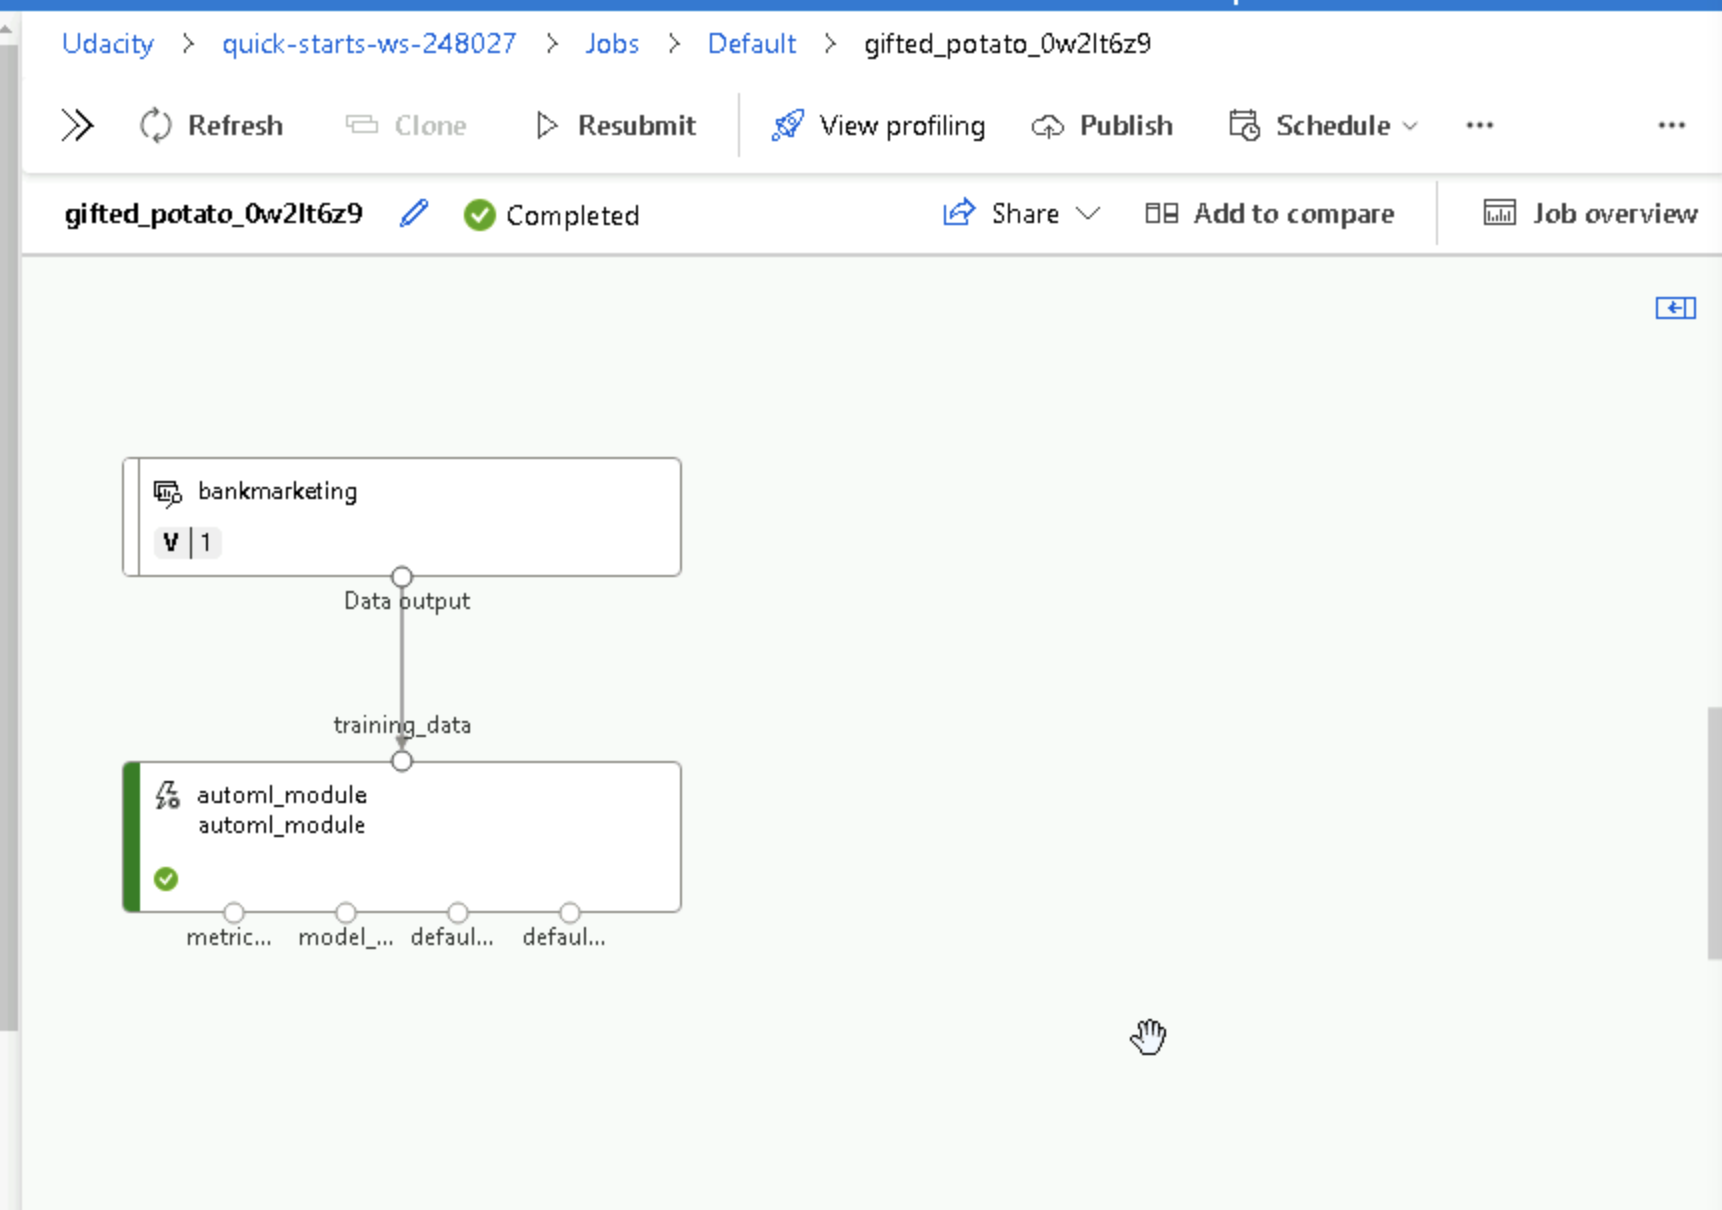 Udacity > quick-starts-ws-248027 > Jobs > Default > gifted_potato_0w2lt6z9
Refresh Clone Resubmit View profiling Publish Schedule ... ...
gifted_potato_0w2lt6z9 Completed Share Add to compare Job overview
bankmarketing
V | 1
Data output
training_data
automl_module
automl_module
metric... model_... defaul... defaul...